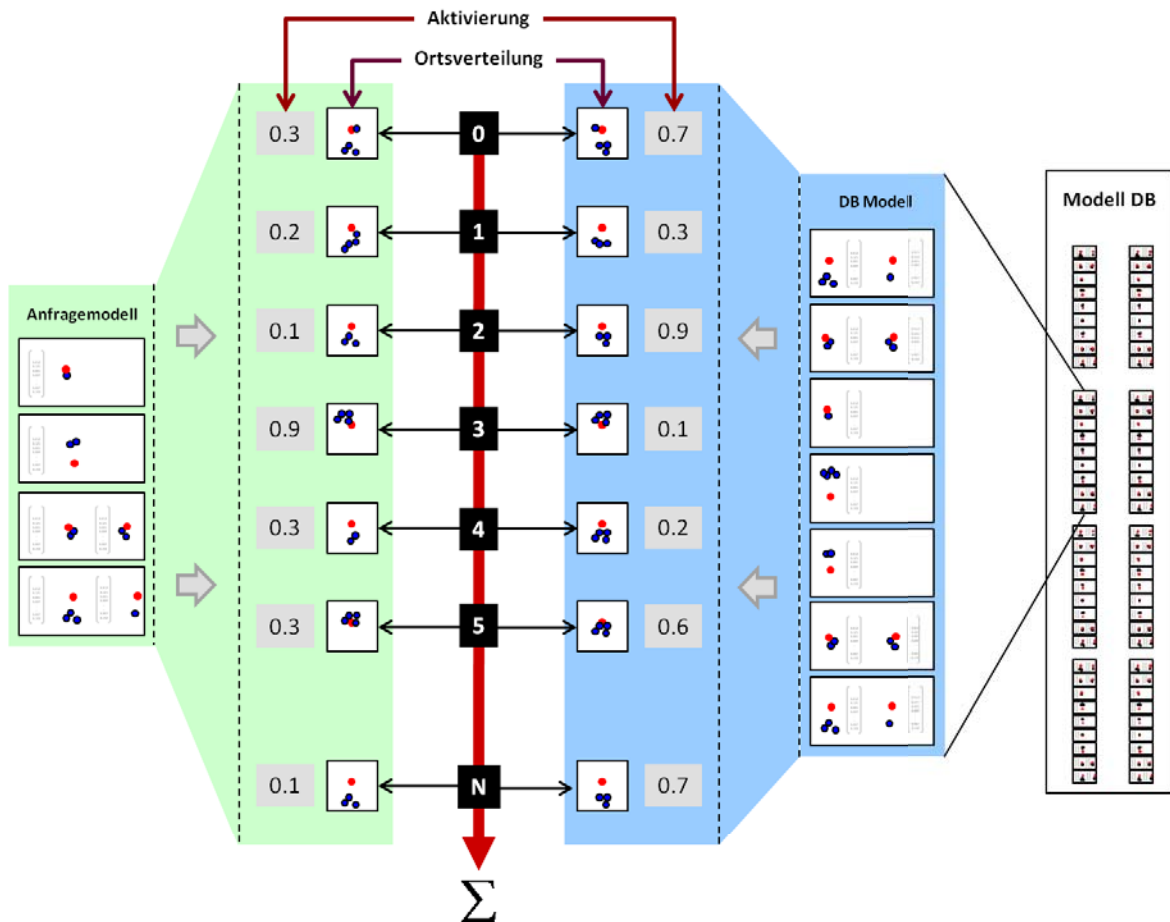 Aktivierung
Ortsverteilung
0.3 0 0.7
0.2 1 0.3
0.1 2 0.9
0.9 3 0.1
0.3 4 0.2
0.3 5 0.6
0.1 N 0.7
Σ
Anfragemodell
DB Modell
Modell DB